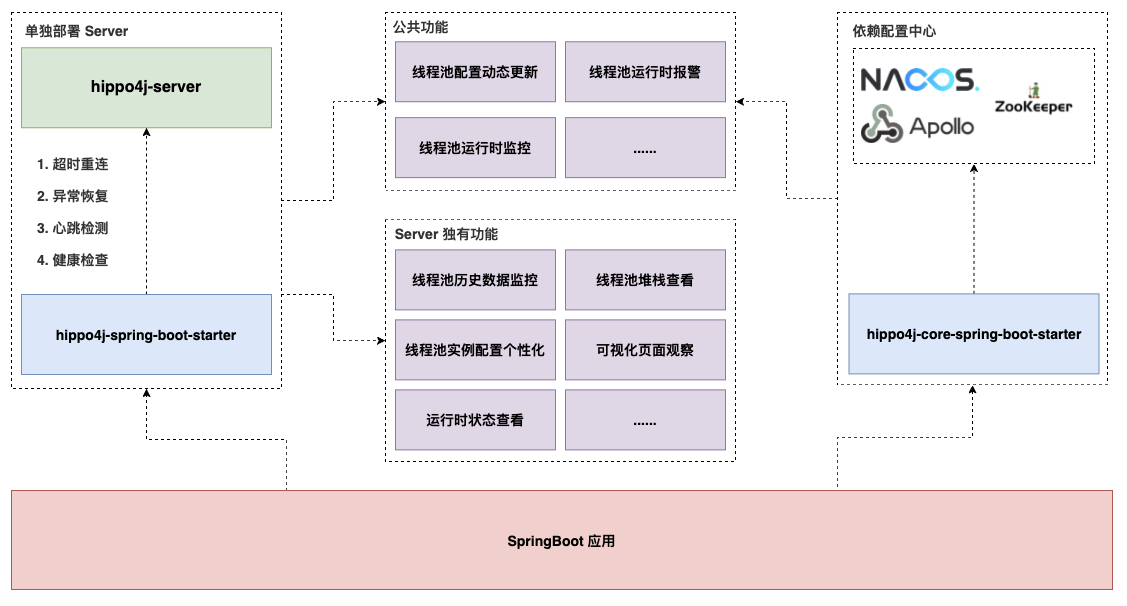 单独部署 Server
hippo4j-server
1. 超时重连
2. 异常恢复
3. 心跳检测
4. 健康检查
hippo4j-spring-boot-starter
公共功能
线程池配置动态更新
线程池运行时报警
线程池运行时监控
......
Server 独有功能
线程池历史数据监控
线程池堆栈查看
线程池实例配置个性化
可视化页面观察
运行时状态查看
......
依赖配置中心
NACOS.
ZooKeeper
Apollo
hippo4j-core-spring-boot-starter
SpringBoot 应用